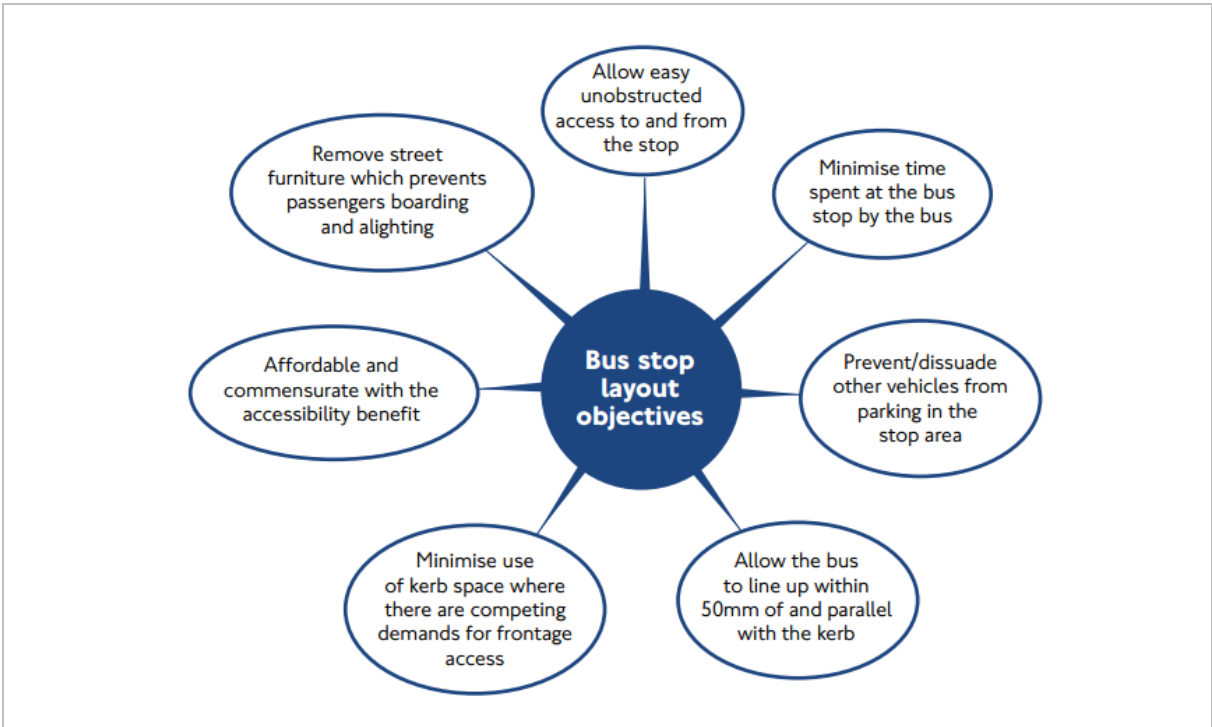 Allow easy
unobstructed
access to and from
the stop
Minimise time
spent at the bus
stop by the bus
Prevent/dissuade
other vehicles from
parking in the
stop area
Allow the bus
to line up within
50mm of and parallel
with the kerb
Minimise use
of kerb space where
there are competing
demands for frontage
access
Affordable and
commensurate with the
accessibility benefit
Remove street
furniture which prevents
passengers boarding
and alighting
Bus stop
layout
objectives